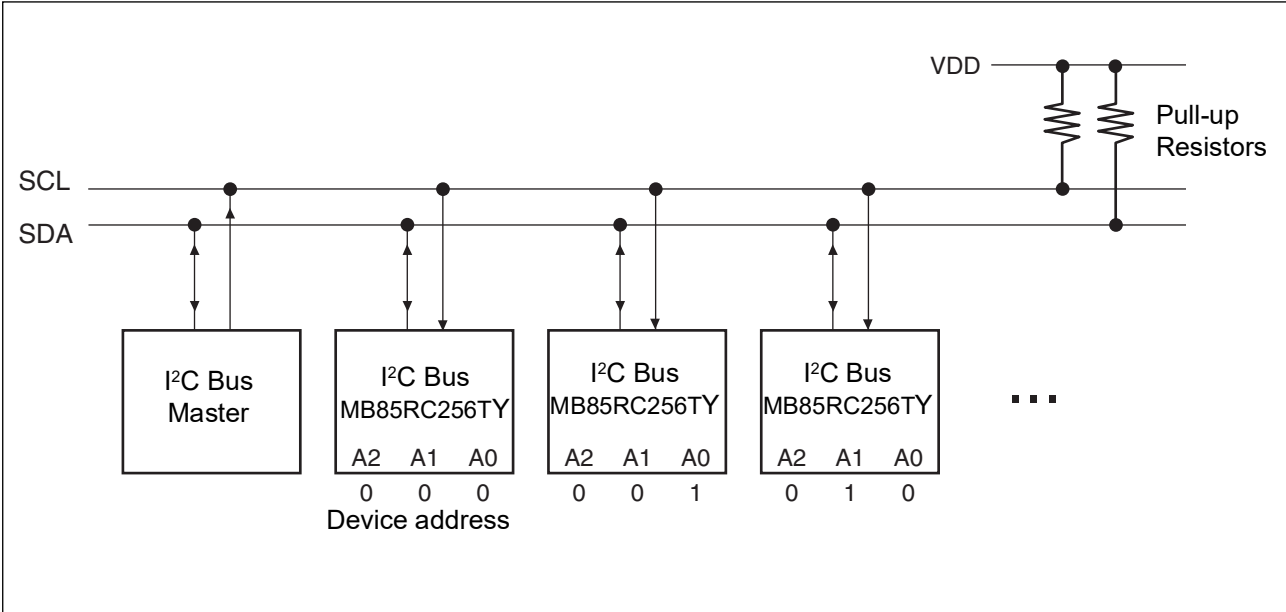 VDD
Pull-up
Resistors
SCL
SDA
I²C Bus
Master
I²C Bus
MB85RC256TY
A2 A1 A0
0 0 0
Device address
I²C Bus
MB85RC256TY
A2 A1 A0
0 0 1
I²C Bus
MB85RC256TY
A2 A1 A0
0 1 0
...